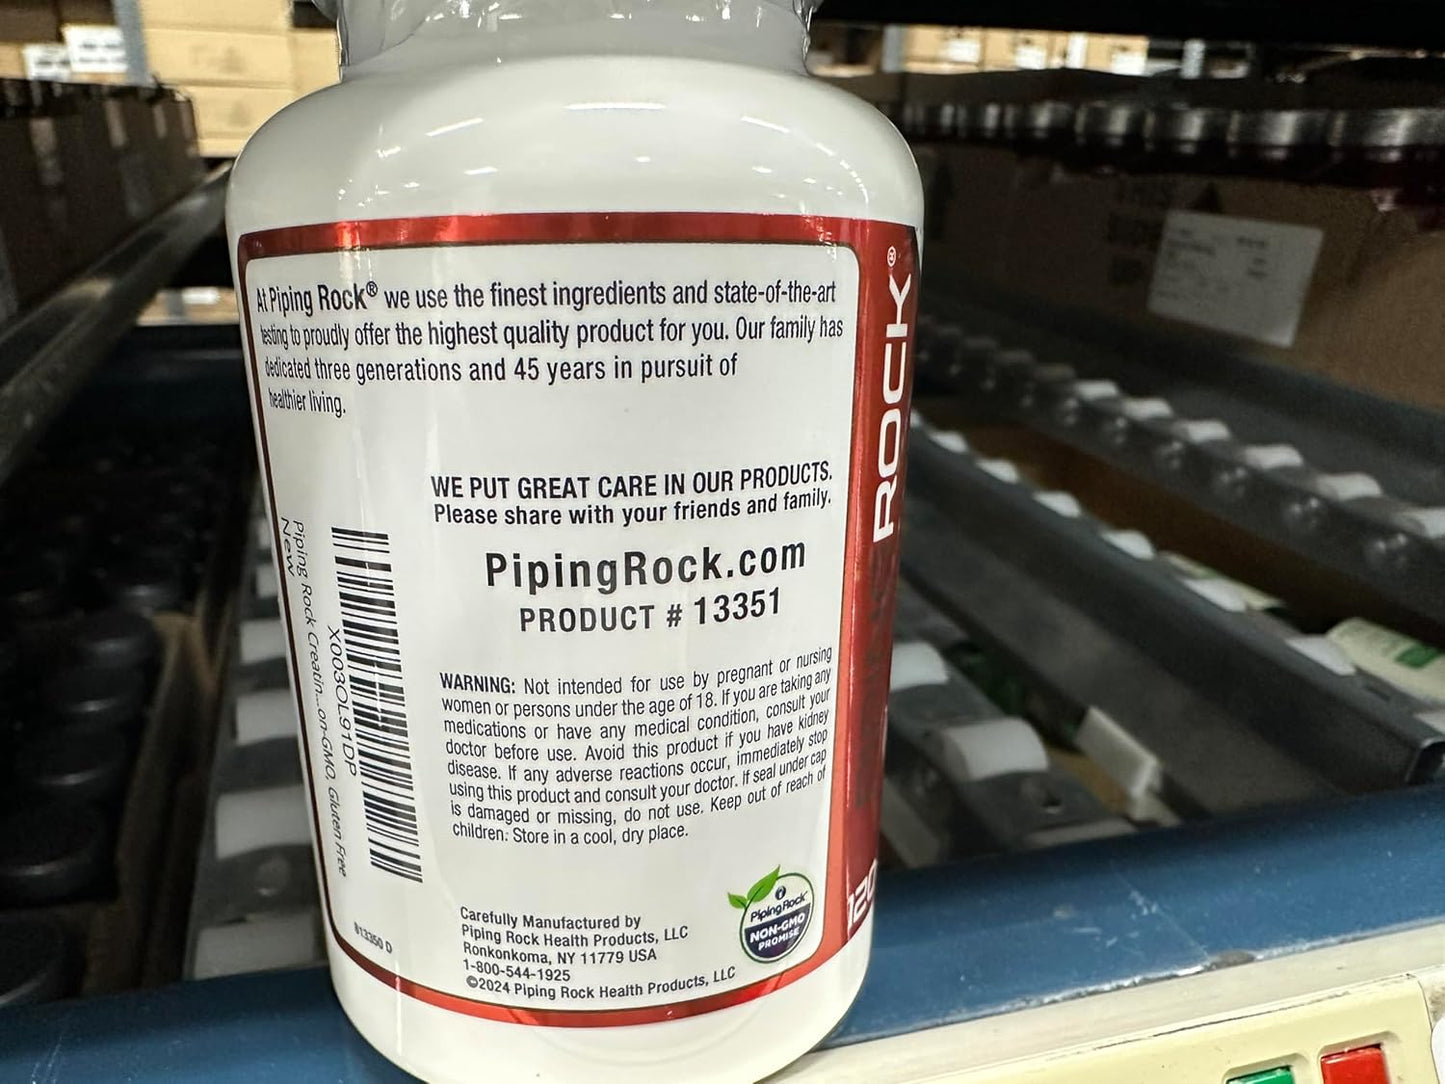 At Piping Rock® we use the finest ingredients and state-of-the-art
testing to proudly offer the highest quality product for you. Our family has
dedicated three generations and 45 years in pursuit of
healthier living.
WE PUT GREAT CARE IN OUR PRODUCTS.
Please share with your friends and family.
PipingRock.com
PRODUCT # 13351
WARNING: Not intended for use by pregnant or nursing
women or persons under the age of 18. If you are taking any
medications or have any medical condition, consult your
doctor before use. Avoid this product if you have kidney
disease. If any adverse reactions occur, immediately stop
using this product and consult your doctor. If seal under cap
is damaged or missing, do not use. Keep out of reach of
children. Store in a cool, dry place.
Carefully Manufactured by
Piping Rock Health Products, LLC
Ronkonkoma, NY 11779 USA
1-800-544-1925
©2024 Piping Rock Health Products, LLC
Piping Rock
NON-GMO
PROMISE
X003OL91DP
Piping Rock Creatin...on-GMO, Gluten Free
New
813350 D
ROCK®
120